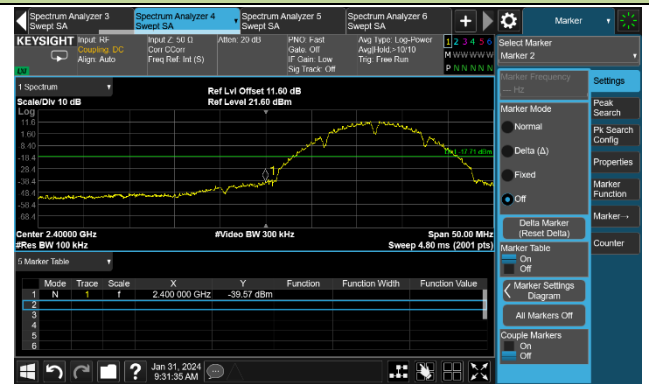 Spectrum Analyzer 3
Swept SA
Spectrum Analyzer 4
Swept SA
Spectrum Analyzer 5
Swept SA
Spectrum Analyzer 6
Swept SA
+
Marker
KEYSIGHT
Input: RF
Coupling: DC
Align: Auto
Input Z: 50 Ω
Corr CCorr
Freq Ref: Int (S)
Atten: 20 dB
PNO: Fast
Gate: Off
IF Gain: Low
Sig Track: Off
Avg Type: Log-Power
Avg|Hold:>10/10
Trig: Free Run
1 2 3 4 5 6
M W W W W W
P N N N N N
LVI
Select Marker
Marker 2
1 Spectrum
Scale/Div 10 dB
Log
Ref Lvl Offset 11.60 dB
Ref Level 21.60 dBm
11.6
1.60
-8.40
-18.4
-28.4
-38.4
-48.4
-58.4
-68.4
1
DL1 -17.71 dBm
Center 2.40000 GHz
#Res BW 100 kHz
#Video BW 300 kHz
Span 50.00 MHz
Sweep 4.80 ms (2001 pts)
5 Marker Table
Mode Trace Scale X Y Function Function Width Function Value
1 N 1 f 2.400 000 GHz -39.57 dBm
2
3
4
5
6
Marker Frequency
--- Hz
Marker Mode
Normal
Delta (Δ)
Fixed
Off
Delta Marker
(Reset Delta)
Marker Table
On
Off
Marker Settings
Diagram
All Markers Off
Couple Markers
On
Off
Settings
Peak
Search
Pk Search
Config
Properties
Marker
Function
Marker→
Counter
?
Jan 31, 2024
9:31:35 AM